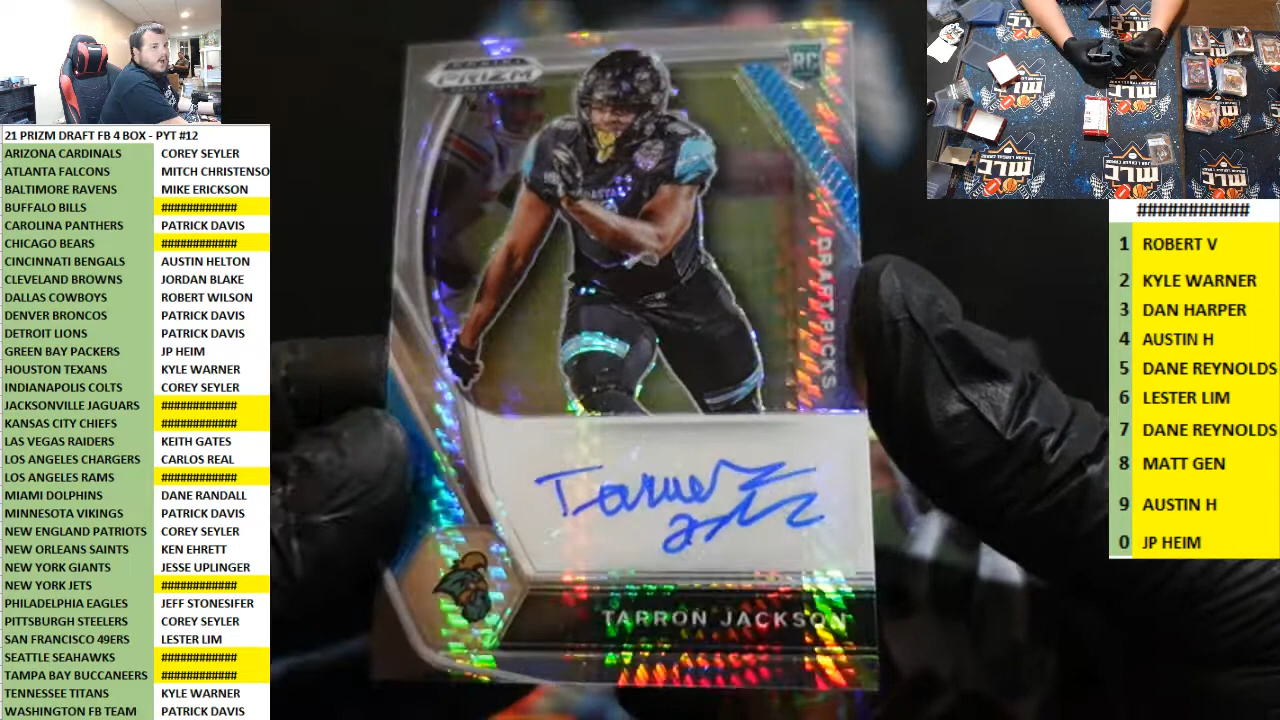 21 PRIZM DRAFT FB 4 BOX - PYT #12
ARIZONA CARDINALS COREY SEYLER
ATLANTA FALCONS MITCH CHRISTENSO
BALTIMORE RAVENS MIKE ERICKSON
BUFFALO BILLS ############
CAROLINA PANTHERS PATRICK DAVIS
CHICAGO BEARS ############
CINCINNATI BENGALS AUSTIN HELTON
CLEVELAND BROWNS JORDAN BLAKE
DALLAS COWBOYS ROBERT WILSON
DENVER BRONCOS PATRICK DAVIS
DETROIT LIONS PATRICK DAVIS
GREEN BAY PACKERS JP HEIM
HOUSTON TEXANS KYLE WARNER
INDIANAPOLIS COLTS COREY SEYLER
JACKSONVILLE JAGUARS ############
KANSAS CITY CHIEFS ############
LAS VEGAS RAIDERS KEITH GATES
LOS ANGELES CHARGERS CARLOS REAL
LOS ANGELES RAMS ############
MIAMI DOLPHINS DANE RANDALL
MINNESOTA VIKINGS PATRICK DAVIS
NEW ENGLAND PATRIOTS COREY SEYLER
NEW ORLEANS SAINTS KEN EHRETT
NEW YORK GIANTS JESSE UPLINGER
NEW YORK JETS ############
PHILADELPHIA EAGLES JEFF STONESIFER
PITTSBURGH STEELERS COREY SEYLER
SAN FRANCISCO 49ERS LESTER LIM
SEATTLE SEAHAWKS ############
TAMPA BAY BUCCANEERS ############
TENNESSEE TITANS KYLE WARNER
WASHINGTON FB TEAM PATRICK DAVIS
PRIZM
RC
DRAFT PICKS
TARRON JACKSON
MLC
MLC
MLC
MLC
MLC
###########
1 ROBERT V
2 KYLE WARNER
3 DAN HARPER
4 AUSTIN H
5 DANE REYNOLDS
6 LESTER LIM
7 DANE REYNOLDS
8 MATT GEN
9 AUSTIN H
0 JP HEIM